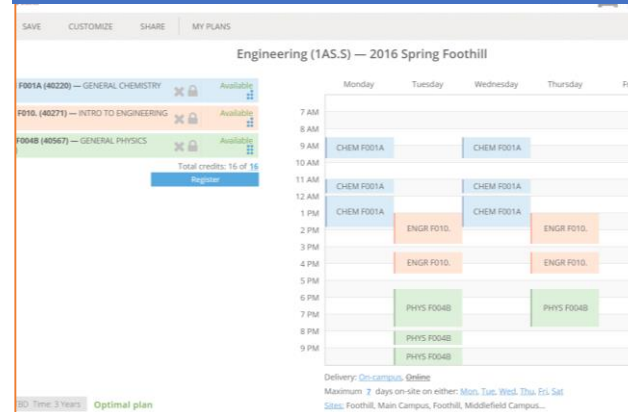 SAVE CUSTOMIZE SHARE MY PLANS
Engineering (1AS.S) — 2016 Spring Foothill
F001A (40220) — GENERAL CHEMISTRY Available
F010. (40271) — INTRO TO ENGINEERING Available
F004B (40567) — GENERAL PHYSICS Available
Total credits: 16 of 16
Register
Monday Tuesday Wednesday Thursday
7 AM
8 AM
9 AM CHEM F001A CHEM F001A
10 AM
11 AM CHEM F001A CHEM F001A
12 AM
1 PM CHEM F001A CHEM F001A
2 PM ENGR F010. ENGR F010.
3 PM
4 PM ENGR F010. ENGR F010.
5 PM
6 PM
7 PM PHYS F004B PHYS F004B
8 PM PHYS F004B
9 PM PHYS F004B
Delivery: On-campus, Online
Maximum 7 days on-site on either: Mon, Tue, Wed, Thu, Fri, Sat
Sites: Foothill, Main Campus, Foothill, Middlefield Campus...
TBD Time: 3 Years Optimal plan